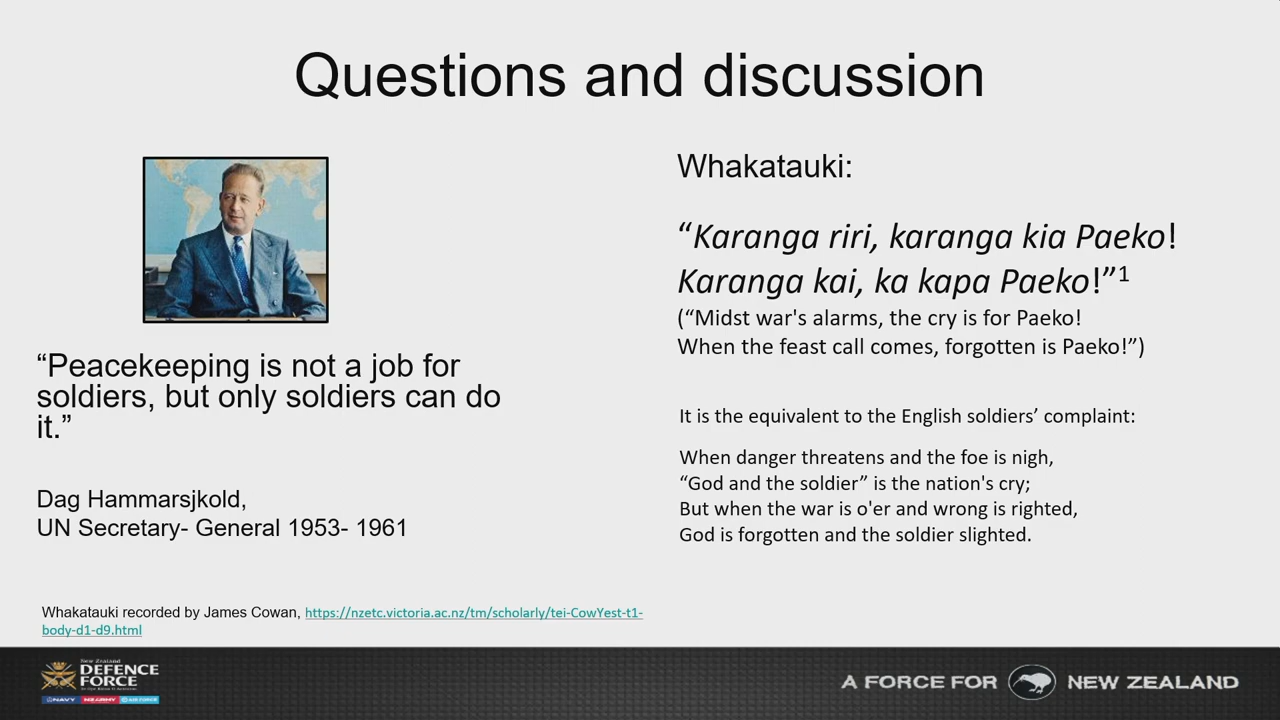 Questions and discussion
“Peacekeeping is not a job for
soldiers, but only soldiers can do
it.”
Dag Hammarsjkold,
UN Secretary- General 1953- 1961
Whakatauki:
“Karanga riri, karanga kia Paeko!
Karanga kai, ka kapa Paeko!”1
(“Midst war's alarms, the cry is for Paeko!
When the feast call comes, forgotten is Paeko!”)
It is the equivalent to the English soldiers’ complaint:
When danger threatens and the foe is nigh,
“God and the soldier” is the nation's cry;
But when the war is o'er and wrong is righted,
God is forgotten and the soldier slighted.
Whakatauki recorded by James Cowan, https://nzetc.victoria.ac.nz/tm/scholarly/tei-CowYest-t1-
body-d1-d9.html
New Zealand
DEFENCE
FORCE
NAVY NZ ARMY AIR FORCE
A FORCE FOR NEW ZEALAND